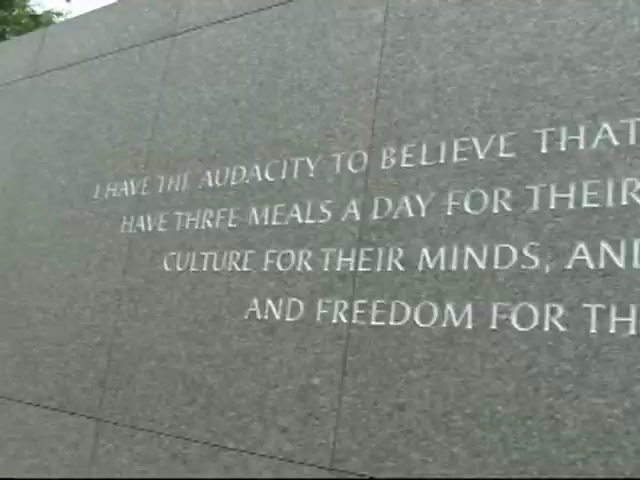 I HAVE THE AUDACITY TO BELIEVE THAT
HAVE THREE MEALS A DAY FOR THEIR
CULTURE FOR THEIR MINDS, AND
AND FREEDOM FOR TH